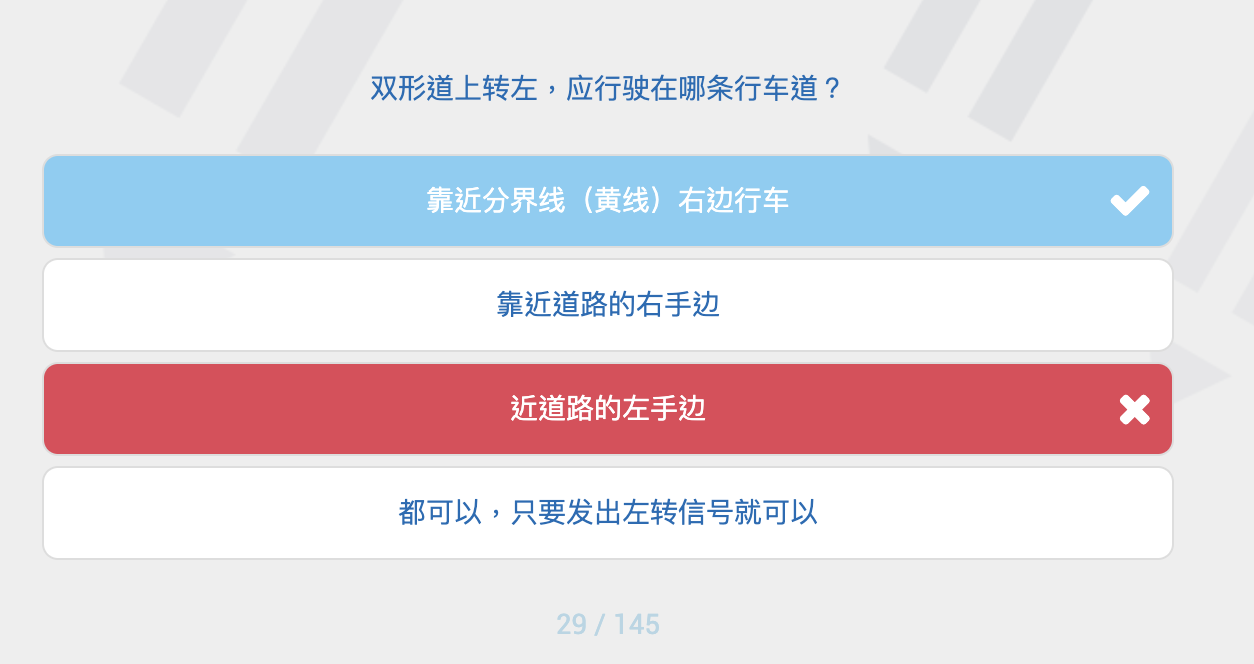 双形道上转左，应行驶在哪条行车道？
靠近分界线（黄线）右边行车
靠近道路的右手边
近道路的左手边
都可以，只要发出左转信号就可以
29 / 145